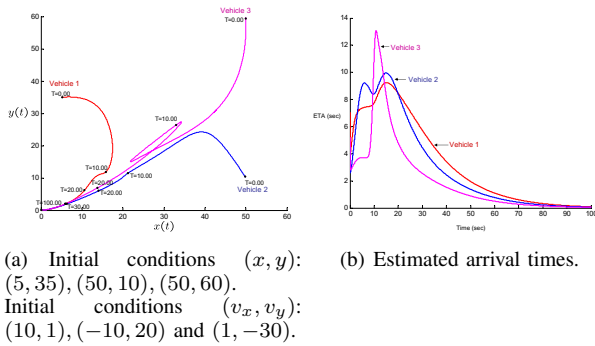 60
50
40
30
20
10
0
y(t)
0
10
20
30
40
50
60
x(t)
Vehicle 3
T=0.00
Vehicle 1
T=0.00
T=10.00
T=10.00
T=20.00
T=20.00
T=20.00
T=10.00
T=100.00
T=30.00
T=0.00
Vehicle 2
14
12
10
8
6
4
2
0
ETA (sec)
0
10
20
30
40
50
60
70
80
90
100
Time (sec)
Vehicle 3
Vehicle 2
Vehicle 1
(a) Initial conditions (x, y):
(5, 35), (50, 10), (50, 60).
Initial conditions (vx, vy):
(10, 1), (−10, 20) and (1, −30).
(b) Estimated arrival times.